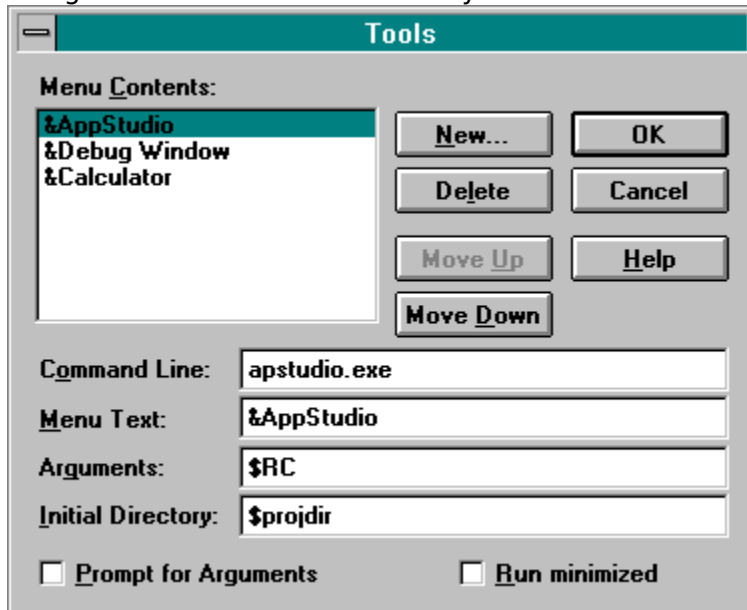 Tools
Menu Contents:
&AppStudio
&Debug Window
&Calculator
New...
OK
Delete
Cancel
Move Up
Help
Move Down
Command Line: apstudio.exe
Menu Text: &AppStudio
Arguments: $RC
Initial Directory: $projdir
Prompt for Arguments
Run minimized